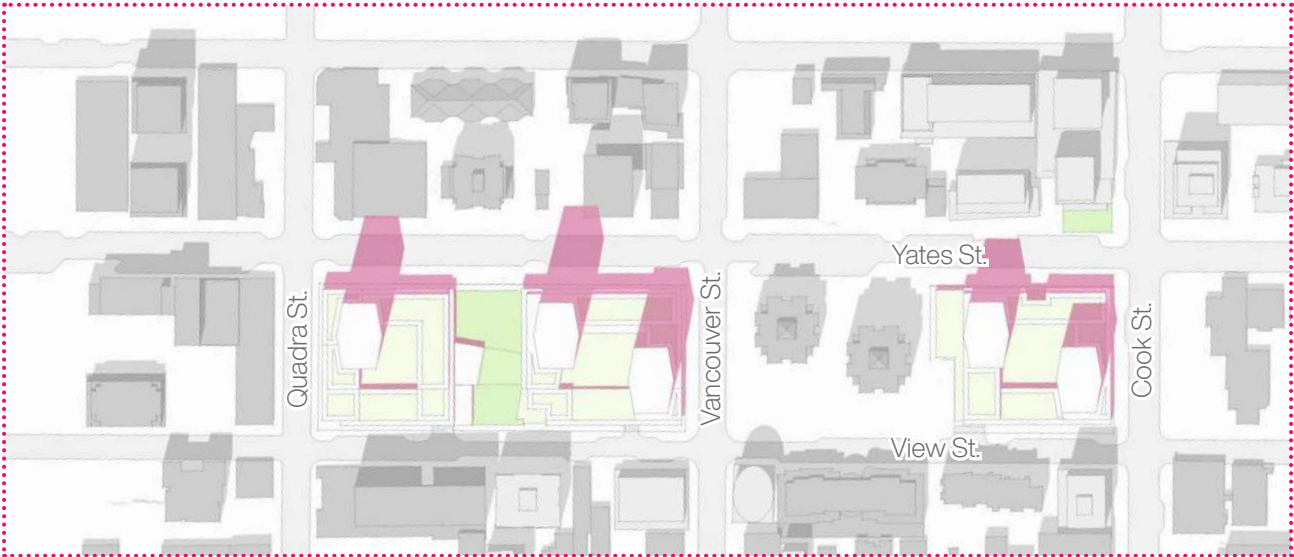 Yates St.
Quadra St.
Vancouver St.
Cook St.
View St.